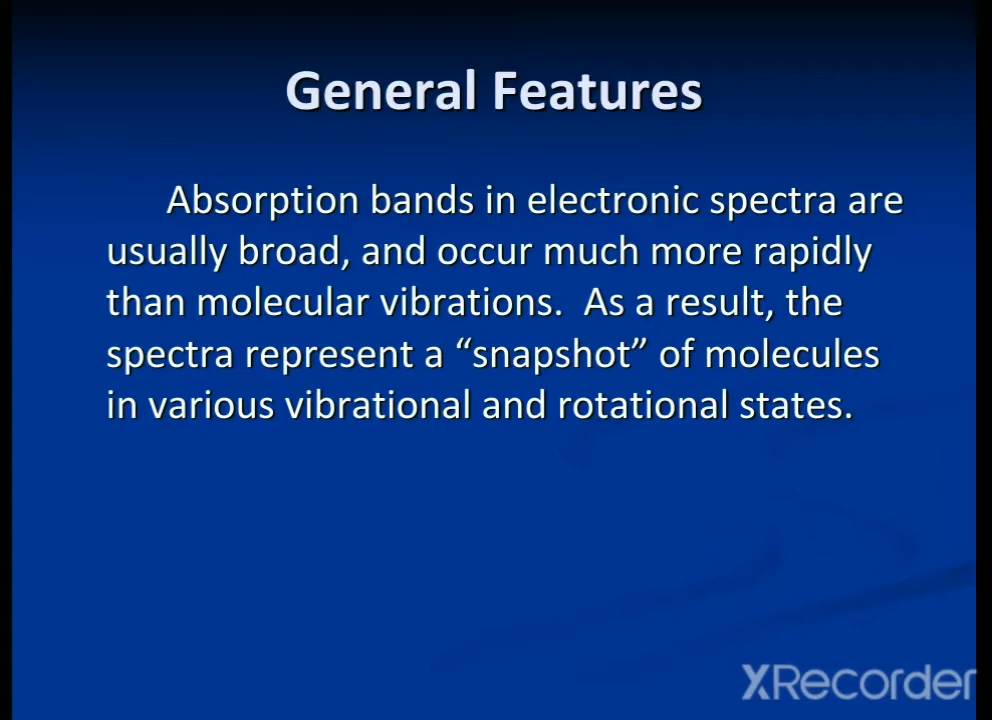 General Features
Absorption bands in electronic spectra are
usually broad, and occur much more rapidly
than molecular vibrations.  As a result, the
spectra represent a “snapshot” of molecules
in various vibrational and rotational states.
XRecorder